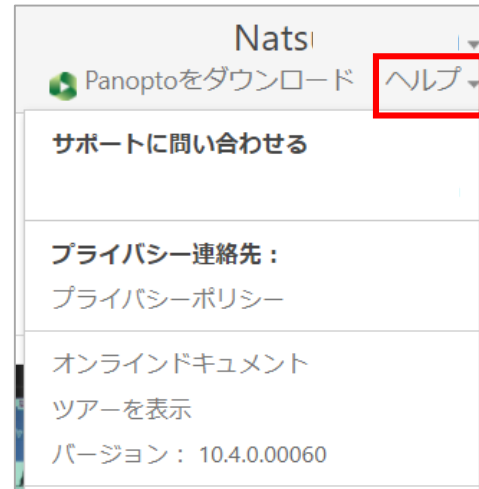 Nats
Panoptoをダウンロード ヘルプ
サポートに問い合わせる
プライバシー連絡先：
プライバシーポリシー
オンラインドキュメント
ツアーを表示
バージョン： 10.4.0.00060